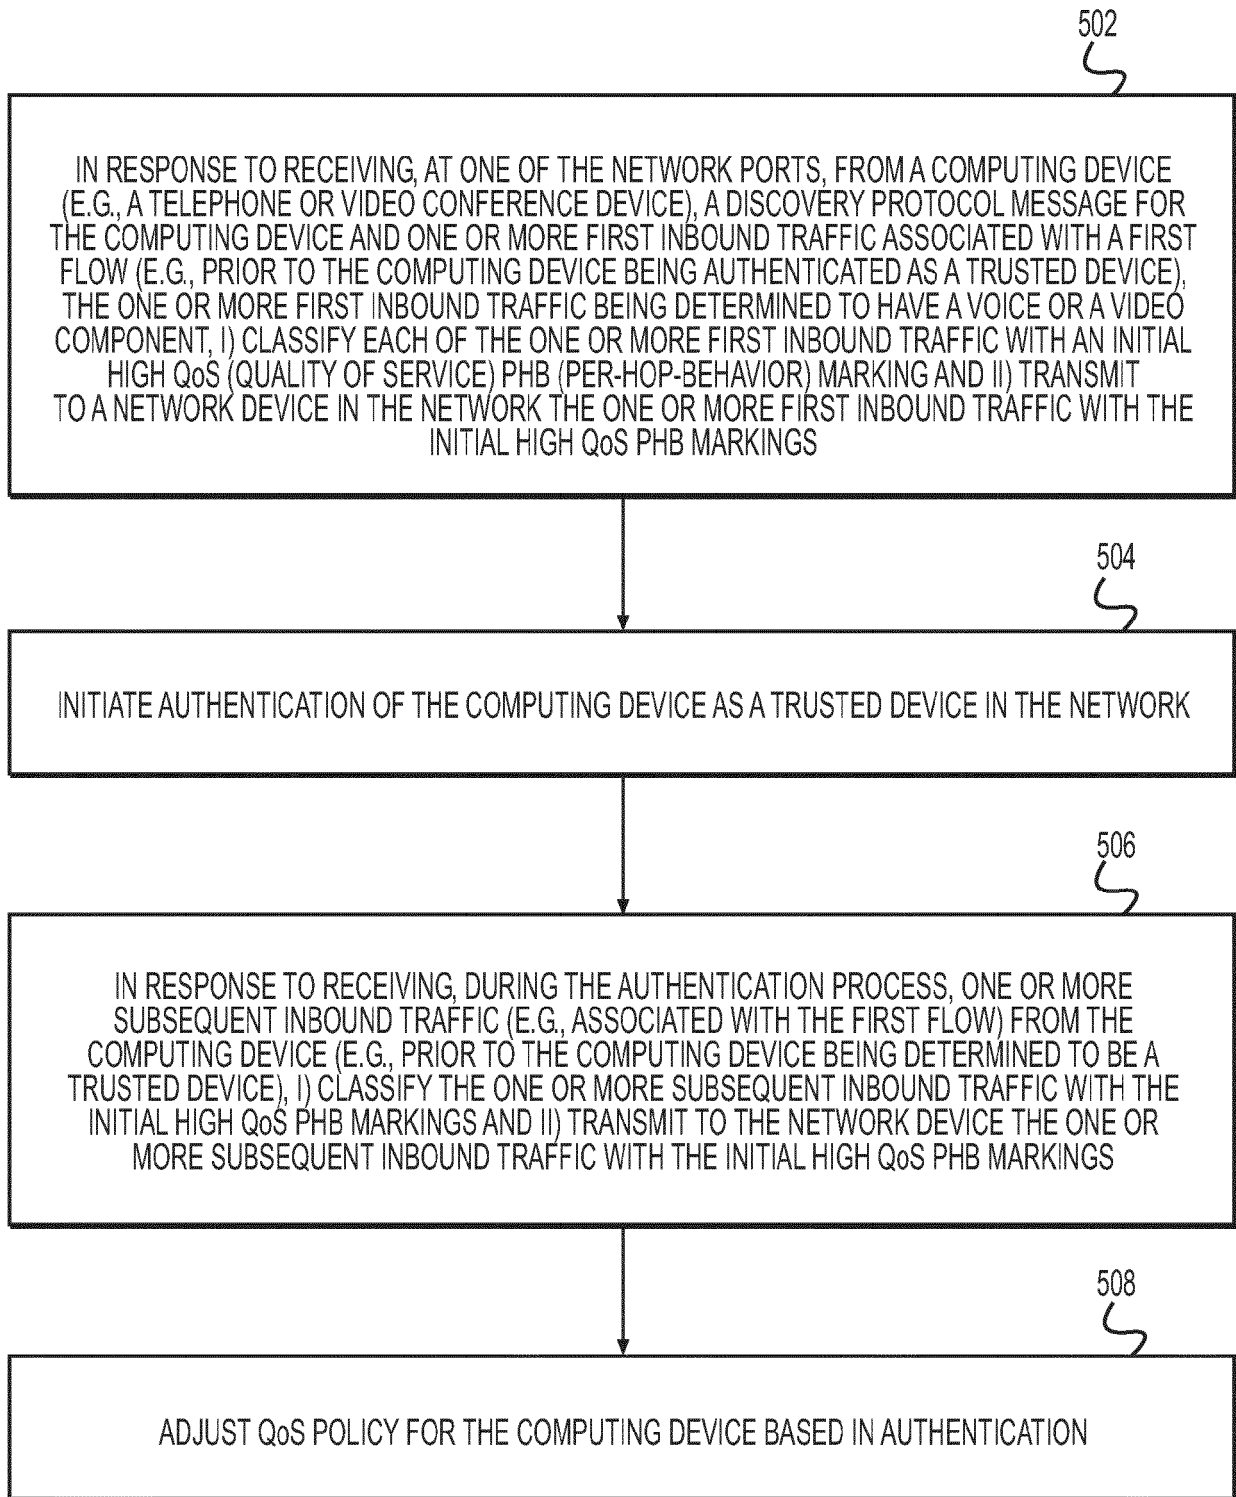 502
IN RESPONSE TO RECEIVING, AT ONE OF THE NETWORK PORTS, FROM A COMPUTING DEVICE
(E.G., A TELEPHONE OR VIDEO CONFERENCE DEVICE), A DISCOVERY PROTOCOL MESSAGE FOR
THE COMPUTING DEVICE AND ONE OR MORE FIRST INBOUND TRAFFIC ASSOCIATED WITH A FIRST
FLOW (E.G., PRIOR TO THE COMPUTING DEVICE BEING AUTHENTICATED AS A TRUSTED DEVICE),
THE ONE OR MORE FIRST INBOUND TRAFFIC BEING DETERMINED TO HAVE A VOICE OR A VIDEO
COMPONENT, I) CLASSIFY EACH OF THE ONE OR MORE FIRST INBOUND TRAFFIC WITH AN INITIAL
HIGH QoS (QUALITY OF SERVICE) PHB (PER-HOP-BEHAVIOR) MARKING AND II) TRANSMIT
TO A NETWORK DEVICE IN THE NETWORK THE ONE OR MORE FIRST INBOUND TRAFFIC WITH THE
INITIAL HIGH QoS PHB MARKINGS
504
INITIATE AUTHENTICATION OF THE COMPUTING DEVICE AS A TRUSTED DEVICE IN THE NETWORK
506
IN RESPONSE TO RECEIVING, DURING THE AUTHENTICATION PROCESS, ONE OR MORE
SUBSEQUENT INBOUND TRAFFIC (E.G., ASSOCIATED WITH THE FIRST FLOW) FROM THE
COMPUTING DEVICE (E.G., PRIOR TO THE COMPUTING DEVICE BEING DETERMINED TO BE A
TRUSTED DEVICE), I) CLASSIFY THE ONE OR MORE SUBSEQUENT INBOUND TRAFFIC WITH THE
INITIAL HIGH QoS PHB MARKINGS AND II) TRANSMIT TO THE NETWORK DEVICE THE ONE OR
MORE SUBSEQUENT INBOUND TRAFFIC WITH THE INITIAL HIGH QoS PHB MARKINGS
508
ADJUST QoS POLICY FOR THE COMPUTING DEVICE BASED IN AUTHENTICATION